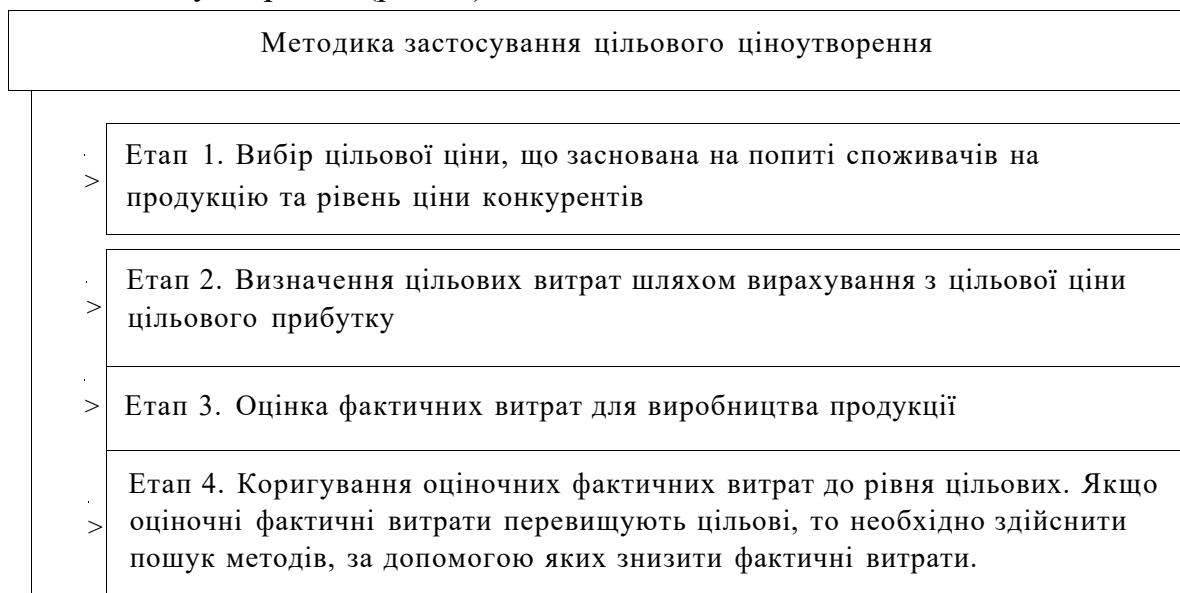 Методика застосування цільового ціноутворення
Етап 1. Вибір цільової ціни, що заснована на попиті споживачів на
> продукцію та рівень ціни конкурентів
Етап 2. Визначення цільових витрат шляхом вирахування з цільової ціни
> цільового прибутку
> Етап 3. Оцінка фактичних витрат для виробництва продукції
Етап 4. Коригування оціночних фактичних витрат до рівня цільових. Якщо
> оціночні фактичні витрати перевищують цільові, то необхідно здійснити
пошук методів, за допомогою яких знизити фактичні витрати.